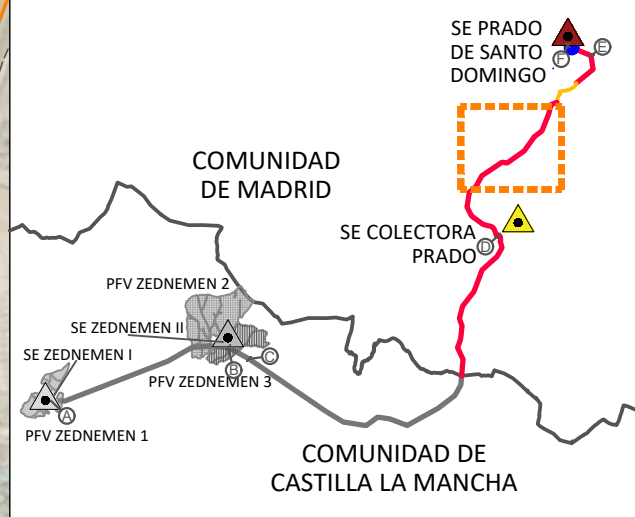 SE PRADO
DE SANTO
DOMINGO
F
E
COMUNIDAD
DE MADRID
SE COLECTORA
PRADO
D
PFV ZEDNEMEN 2
SE ZEDNEMEN II
SE ZEDNEMEN I
C
B
PFV ZEDNEMEN 3
A
PFV ZEDNEMEN 1
COMUNIDAD DE
CASTILLA LA MANCHA